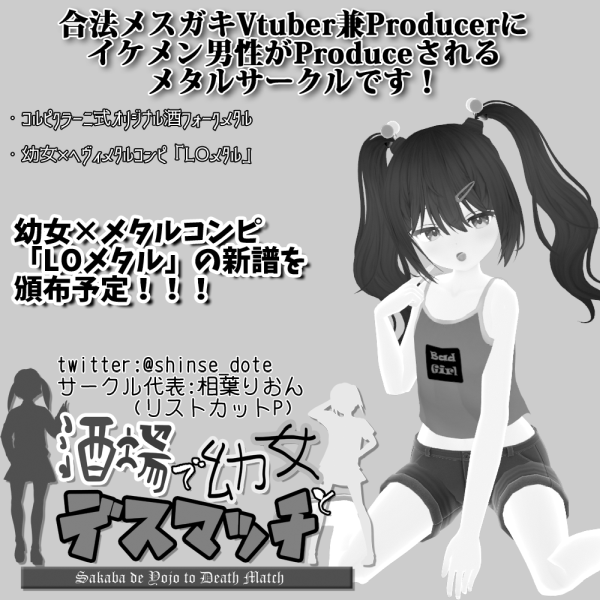 合法メスガキVtuber兼Producerに
イケメン男性がProduceされる
メタルサークルです！
・コルピクラーニ式オリジナル酒フォークメタル
・幼女×ヘヴィメタルコンピ『LOメタル』
幼女×メタルコンピ
「LOメタル」の新譜を
頒布予定！！！
Bad
Girl
twitter:@shinse_dote
サークル代表:相葉りおん
(リストカットP)
酒場で幼女と
デスマッチ
Sakaba de Yojo to Death Match